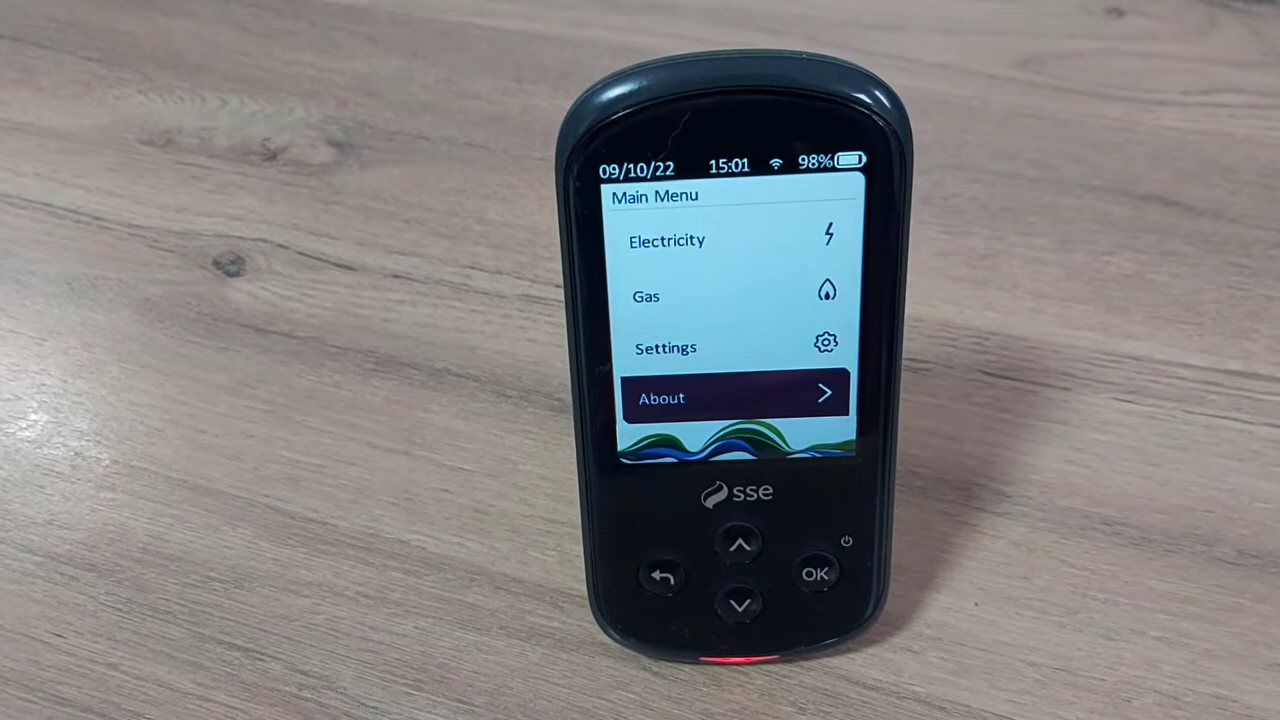 09/10/22 15:01 98%
Main Menu
Electricity
Gas
Settings
About
sse
OK